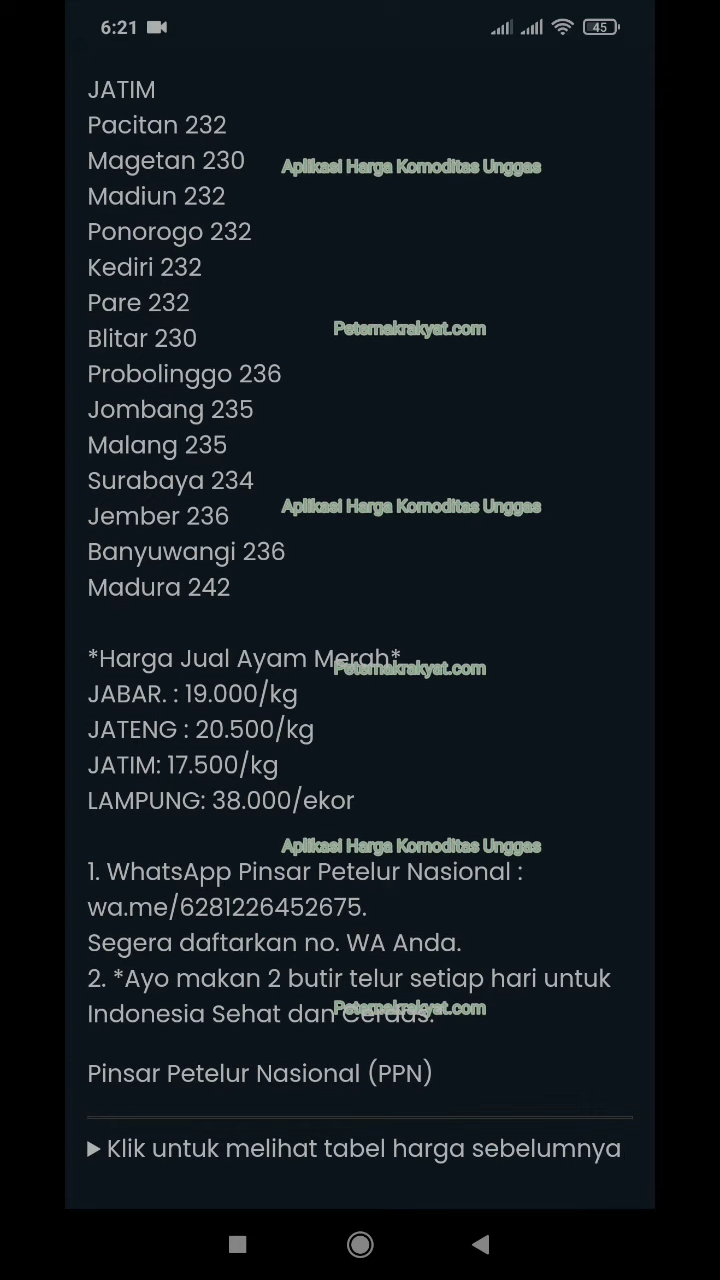 6:21
45
JATIM
Pacitan 232
Magetan 230
Aplikasi Harga Komoditas Unggas
Madiun 232
Ponorogo 232
Kediri 232
Pare 232
Peternakrakyat.com
Blitar 230
Probolinggo 236
Jombang 235
Malang 235
Surabaya 234
Aplikasi Harga Komoditas Unggas
Jember 236
Banyuwangi 236
Madura 242
*Harga Jual Ayam Merah*
Peternakrakyat.com
JABAR. : 19.000/kg
JATENG : 20.500/kg
JATIM: 17.500/kg
LAMPUNG: 38.000/ekor
Aplikasi Harga Komoditas Unggas
1. WhatsApp Pinsar Petelur Nasional :
wa.me/6281226452675.
Segera daftarkan no. WA Anda.
2. *Ayo makan 2 butir telur setiap hari untuk
Indonesia Sehat dan Cerdas.
Peternakrakyat.com
Pinsar Petelur Nasional (PPN)
▶ Klik untuk melihat tabel harga sebelumnya